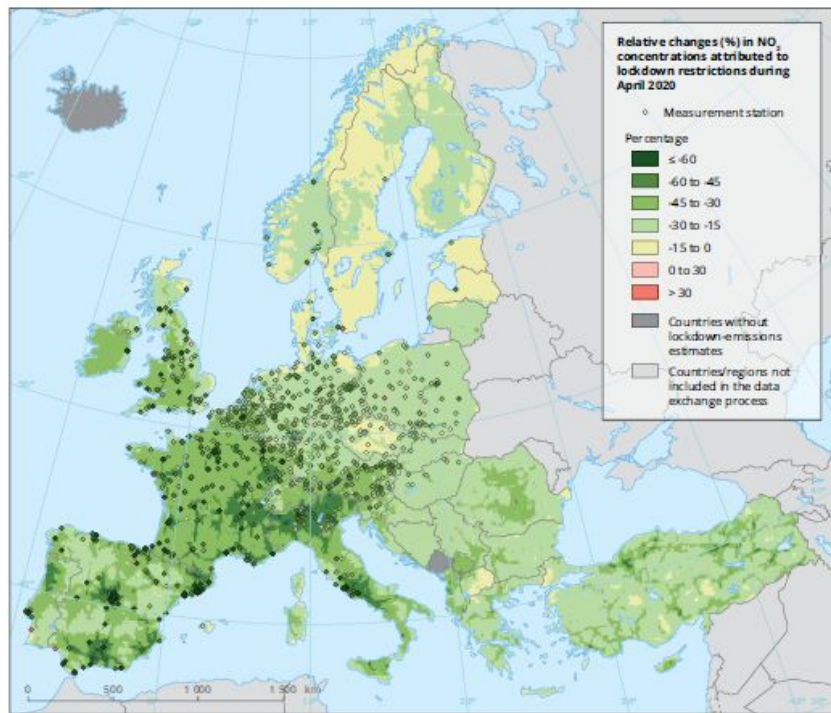 Relative changes (%) in NO₂
concentrations attributed to
lockdown restrictions during
April 2020
Measurement station
Percentage
≤ -60
-60 to -45
-45 to -30
-30 to -15
-15 to 0
0 to 30
> 30
Countries without
lockdown-emissions
estimates
Countries/regions not
included in the data
exchange process
0 500 1 000 1 500 km